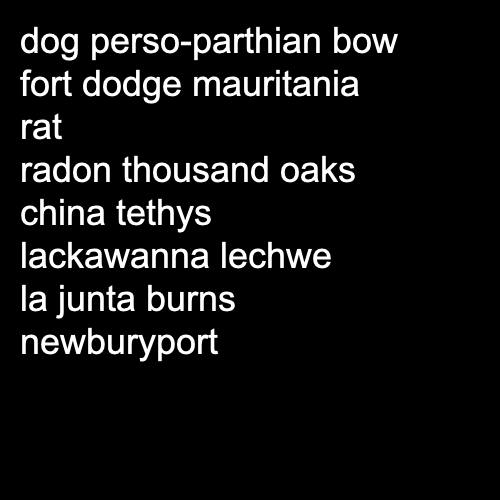 dog perso-parthian bow
fort dodge mauritania
rat
radon thousand oaks
china tethys
lackawanna lechwe
la junta burns
newburyport